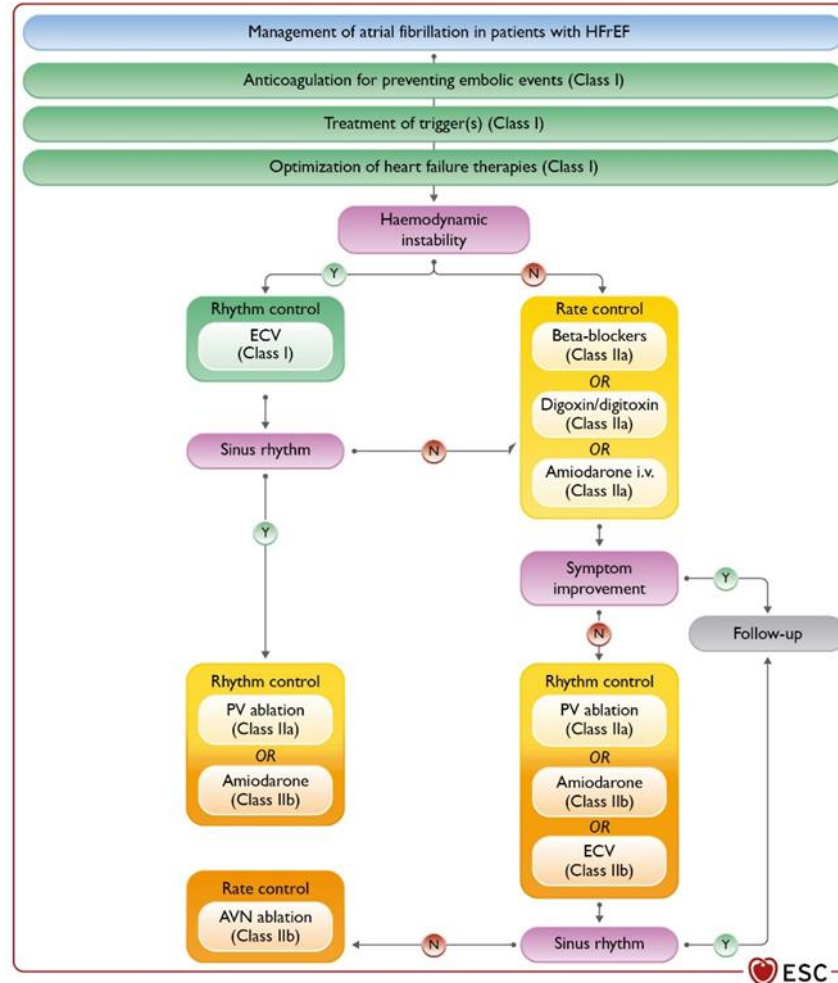 Management of atrial fibrillation in patients with HFrEF
Anticoagulation for preventing embolic events (Class I)
Treatment of trigger(s) (Class I)
Optimization of heart failure therapies (Class I)
Haemodynamic
instability
Y
N
Rhythm control
ECV
(Class I)
Rate control
Beta-blockers
(Class IIa)
OR
Digoxin/digitoxin
(Class IIa)
OR
Amiodarone i.v.
(Class IIa)
Sinus rhythm
N
Y
Symptom
improvement
Y
N
Follow-up
Rhythm control
PV ablation
(Class IIa)
OR
Amiodarone
(Class IIb)
Rhythm control
PV ablation
(Class IIa)
OR
Amiodarone
(Class IIb)
OR
ECV
(Class IIb)
Rate control
AVN ablation
(Class IIb)
N
Sinus rhythm
Y
ESC